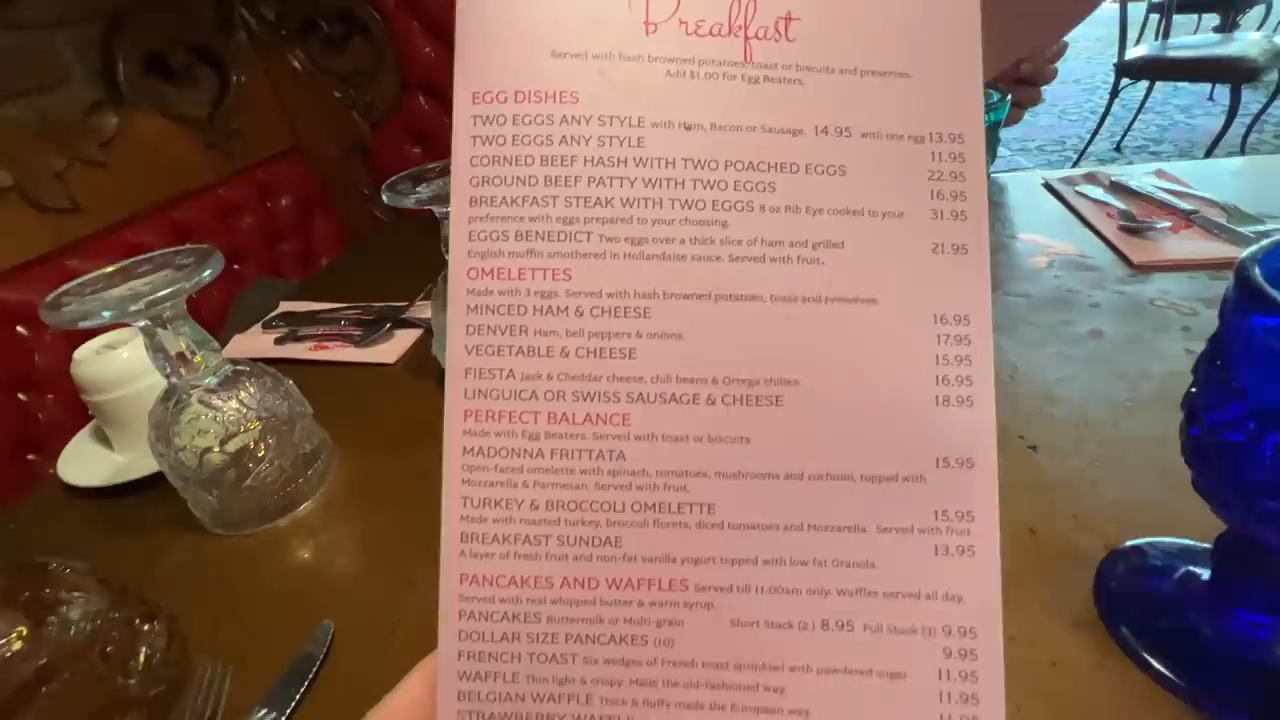 Breakfast
Served with hash browned potatoes, toast or biscuits and preserves.
Add $1.00 for Egg Beaters.
EGG DISHES
TWO EGGS ANY STYLE with Ham, Bacon or Sausage. 14.95 with one egg 13.95
TWO EGGS ANY STYLE 11.95
CORNED BEEF HASH WITH TWO POACHED EGGS 22.95
GROUND BEEF PATTY WITH TWO EGGS 16.95
BREAKFAST STEAK WITH TWO EGGS 8 oz Rib Eye cooked to your 31.95
preference with eggs prepared to your choosing.
EGGS BENEDICT Two eggs over a thick slice of ham and grilled 21.95
English muffin smothered in Hollandaise sauce. Served with fruit.
OMELETTES
Made with 3 eggs. Served with hash browned potatoes, toast and preserves
MINCED HAM & CHEESE 16.95
DENVER Ham, bell peppers & onions. 17.95
VEGETABLE & CHEESE 15.95
FIESTA Jack & Cheddar cheese, chili beans & Ortega chilies 16.95
LINGUICA OR SWISS SAUSAGE & CHEESE 18.95
PERFECT BALANCE
Made with Egg Beaters. Served with toast or biscuits
MADONNA FRITTATA 15.95
Open-faced omelette with spinach, tomatoes, mushrooms and zucchini, topped with
Mozzarella & Parmesan. Served with fruit.
TURKEY & BROCCOLI OMELETTE 15.95
Made with roasted turkey, broccoli florets, diced tomatoes and Mozzarella. Served with fruit
BREAKFAST SUNDAE 13.95
A layer of fresh fruit and non-fat vanilla yogurt topped with low fat Granola.
PANCAKES AND WAFFLES Served till 11:00am only. Waffles served all day.
Served with real whipped butter & warm syrup.
PANCAKES Buttermilk or Multi-grain Short Stack (2) 8.95 Full Stack (3) 9.95
DOLLAR SIZE PANCAKES (10) 9.95
FRENCH TOAST Six wedges of French toast sprinkled with powdered sugar 11.95
WAFFLE Thin light & crispy. Made the old-fashioned way. 11.95
BELGIAN WAFFLE Thick & fluffy made the European way
STRAWBERRY WAFFLE